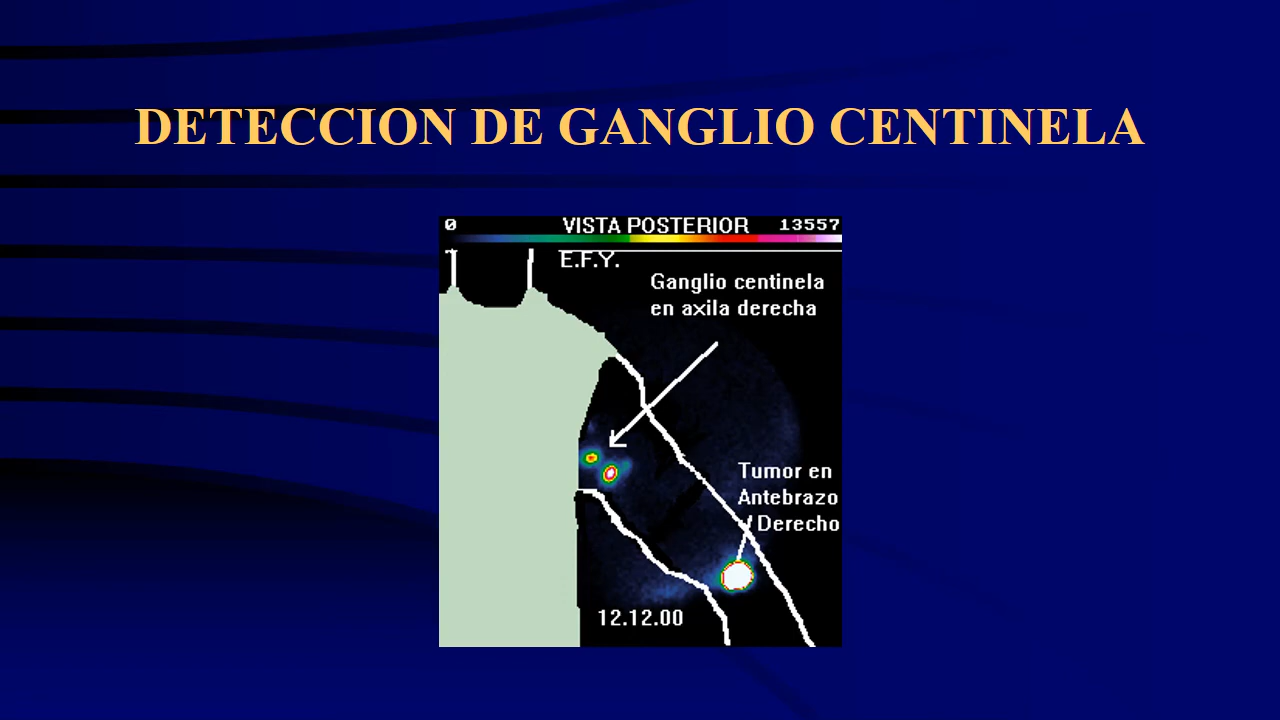 DETECCION DE GANGLIO CENTINELA
0 VISTA POSTERIOR 13557
E.F.Y.
Ganglio centinela
en axila derecha
Tumor en
Antebrazo
Derecho
12.12.00